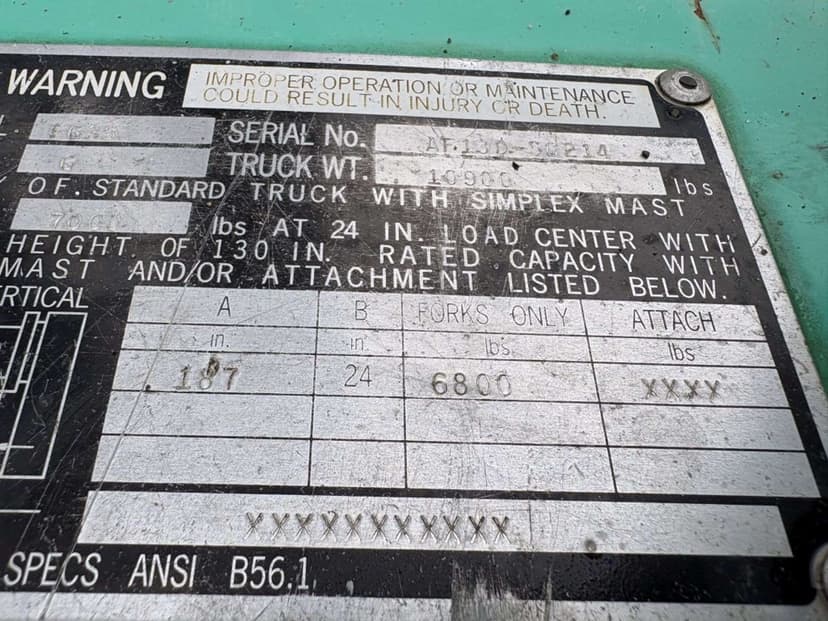 WARNING IMPROPER OPERATION OR MAINTENANCE
COULD RESULT IN INJURY OR DEATH.
SERIAL No.
TRUCK WT. 10900 lbs
OF STANDARD TRUCK WITH SIMPLEX MAST
lbs AT 24 IN. LOAD CENTER WITH
HEIGHT OF 130 IN. RATED CAPACITY WITH
MAST AND/OR ATTACHMENT LISTED BELOW.
A B FORKS ONLY ATTACH
in. in. lbs lbs
187 24 6800 XXXX
XXXXXXXXXXX
SPECS ANSI B56.1